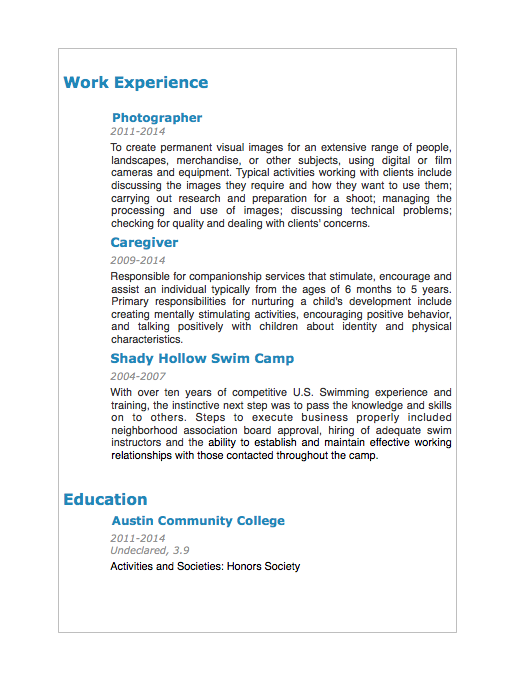 Work Experience
Photographer
2011-2014
To create permanent visual images for an extensive range of people,
landscapes, merchandise, or other subjects, using digital or film
cameras and equipment. Typical activities working with clients include
discussing the images they require and how they want to use them;
carrying out research and preparation for a shoot; managing the
processing and use of images; discussing technical problems;
checking for quality and dealing with clients' concerns.
Caregiver
2009-2014
Responsible for companionship services that stimulate, encourage and
assist an individual typically from the ages of 6 months to 5 years.
Primary responsibilities for nurturing a child's development include
creating mentally stimulating activities, encouraging positive behavior,
and talking positively with children about identity and physical
characteristics.
Shady Hollow Swim Camp
2004-2007
With over ten years of competitive U.S. Swimming experience and
training, the instinctive next step was to pass the knowledge and skills
on to others. Steps to execute business properly included
neighborhood association board approval, hiring of adequate swim
instructors and the ability to establish and maintain effective working
relationships with those contacted throughout the camp.
Education
Austin Community College
2011-2014
Undeclared, 3.9
Activities and Societies: Honors Society